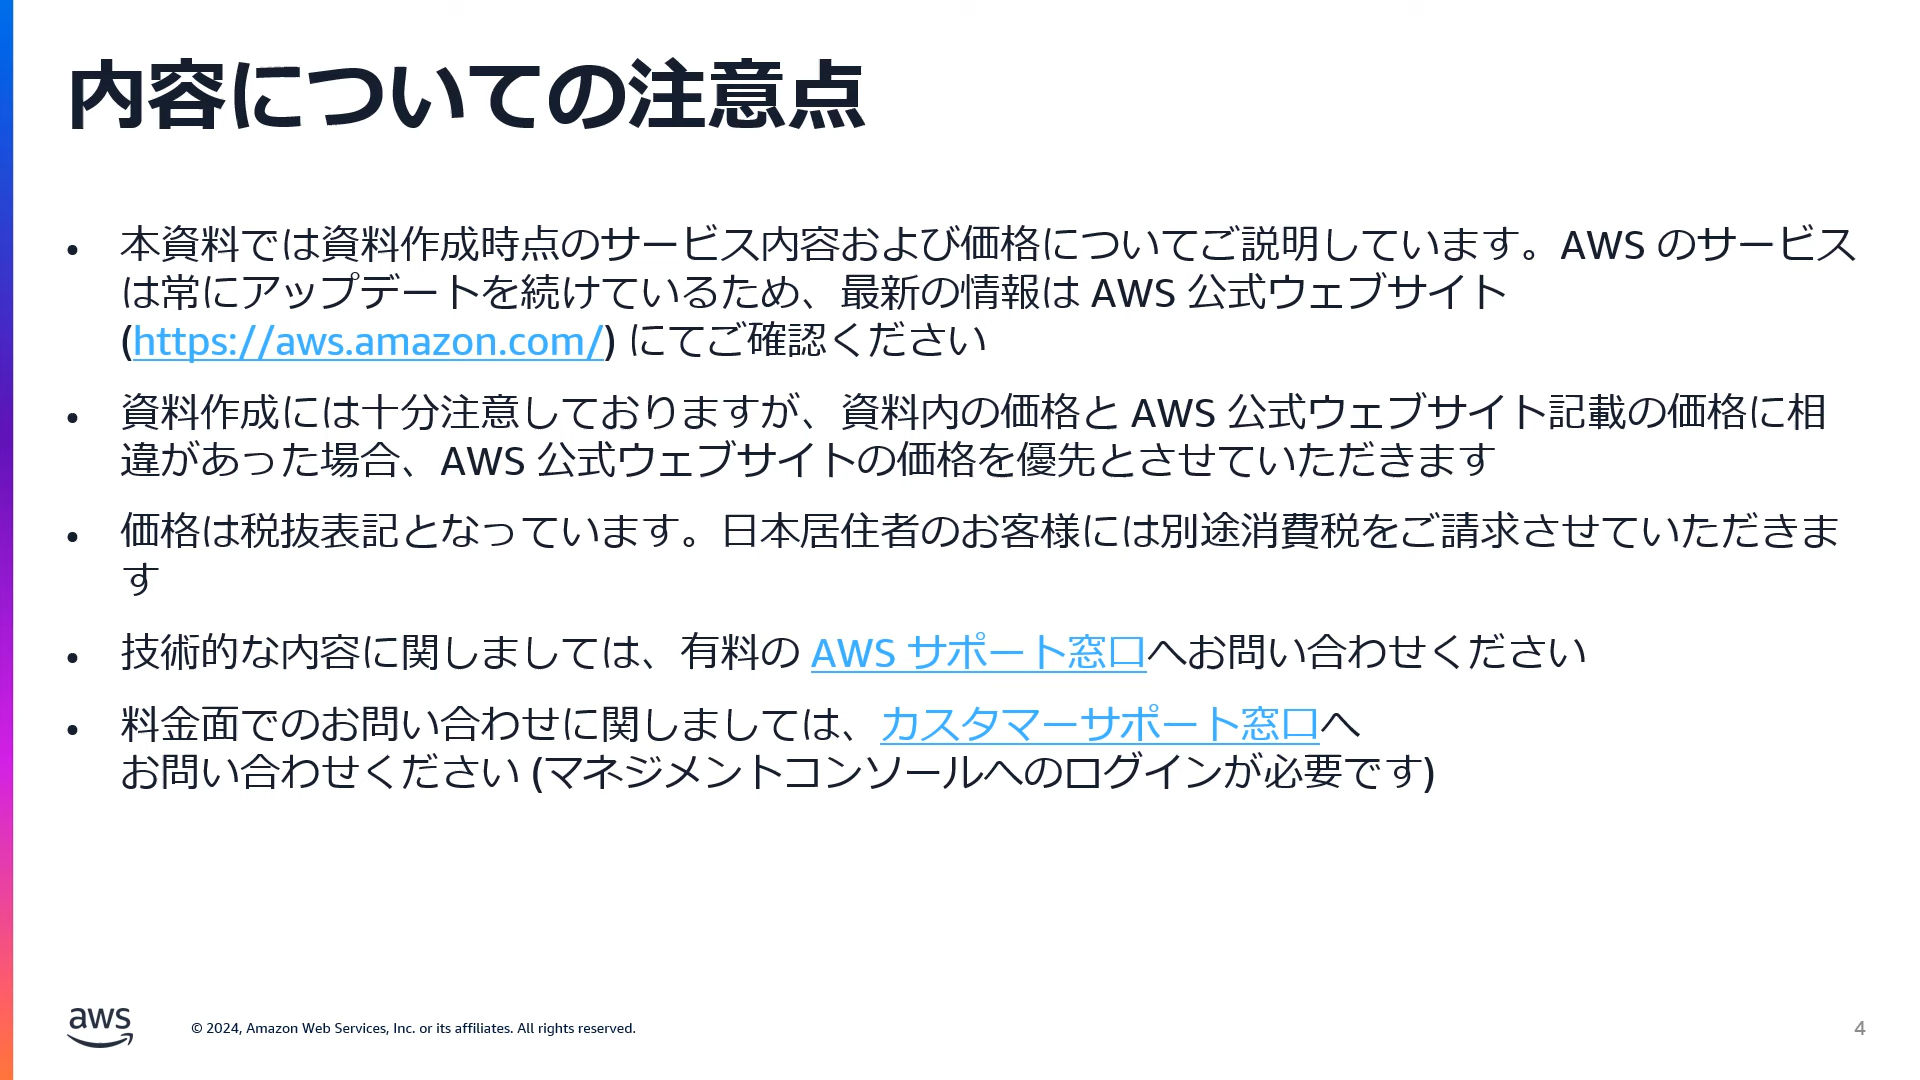 内容についての注意点
• 本資料では資料作成時点のサービス内容および価格についてご説明しています。AWS のサービス
は常にアップデートを続けているため、最新の情報は AWS 公式ウェブサイト
(https://aws.amazon.com/) にてご確認ください
• 資料作成には十分注意しておりますが、資料内の価格と AWS 公式ウェブサイト記載の価格に相
違があった場合、AWS 公式ウェブサイトの価格を優先とさせていただきます
• 価格は税抜表記となっています。日本居住者のお客様には別途消費税をご請求させていただきま
す
• 技術的な内容に関しましては、有料の AWS サポート窓口へお問い合わせください
• 料金面でのお問い合わせに関しましては、カスタマーサポート窓口へ
お問い合わせください (マネジメントコンソールへのログインが必要です)
aws
© 2024, Amazon Web Services, Inc. or its affiliates. All rights reserved.
4